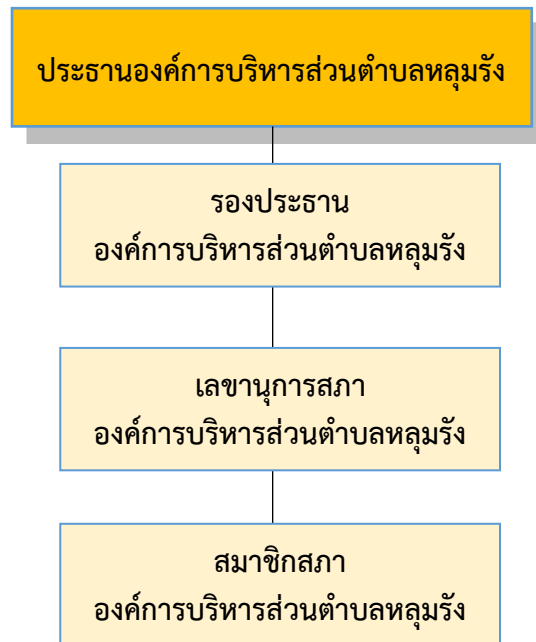 ประธานองค์การบริหารส่วนตำบลหลุมรัง
รองประธาน
องค์การบริหารส่วนตำบลหลุมรัง
เลขานุการสภา
องค์การบริหารส่วนตำบลหลุมรัง
สมาชิกสภา
องค์การบริหารส่วนตำบลหลุมรัง